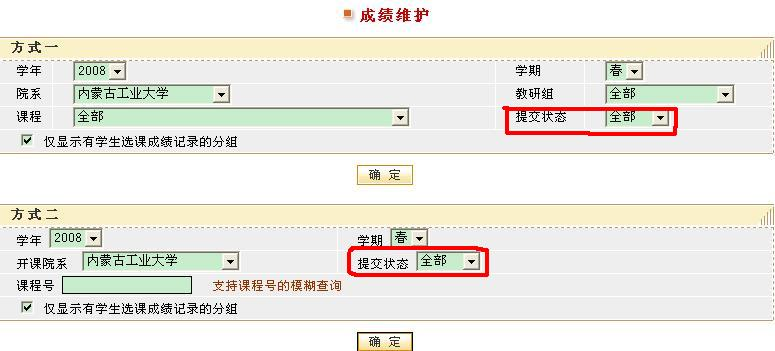 成绩维护
方式一
学年 2008 学期 春
院系 内蒙古工业大学 教研组 全部
课程 全部 提交状态 全部
仅显示有学生选课成绩记录的分组
确 定
方式二
学年 2008 学期 春
开课院系 内蒙古工业大学 提交状态 全部
课程号 支持课程号的模糊查询
仅显示有学生选课成绩记录的分组
确 定